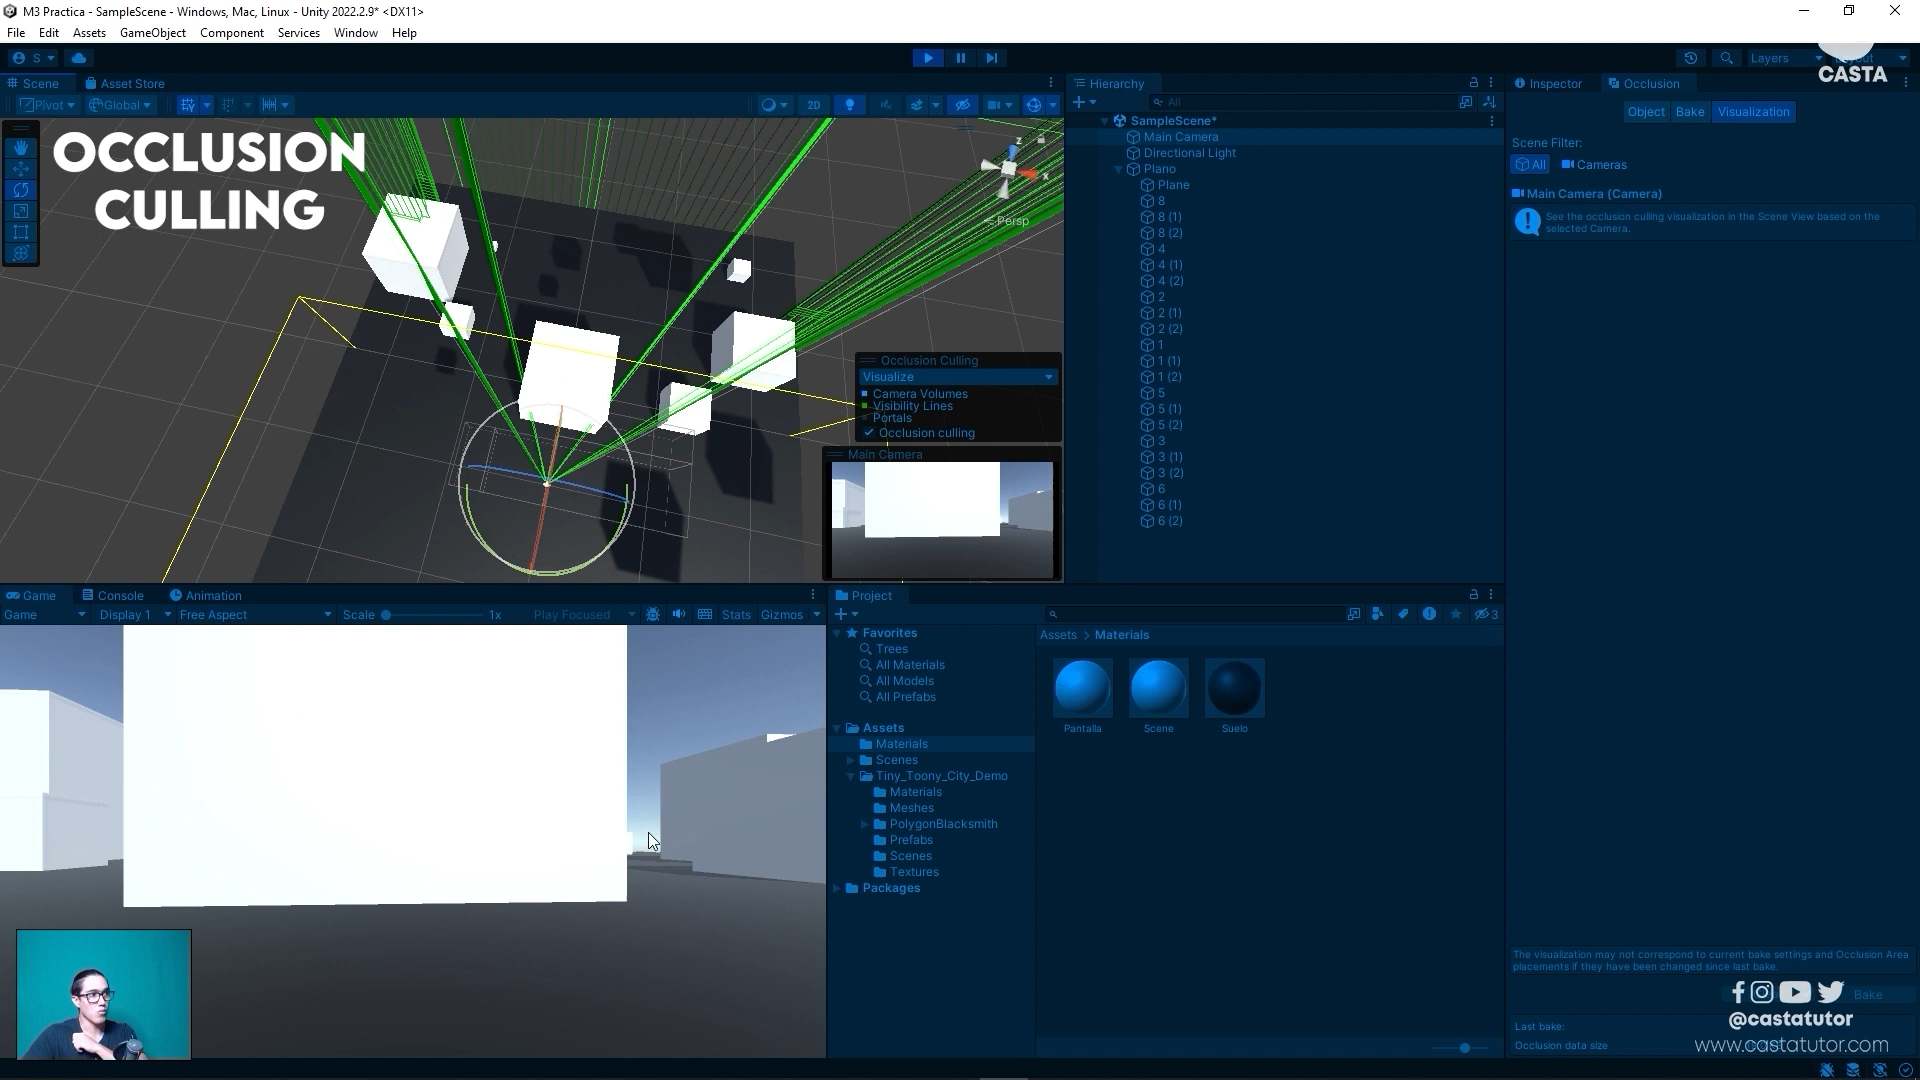 M3 Practica - SampleScene - Windows, Mac, Linux - Unity 2022.2.9* <DX11>
File Edit Assets GameObject Component Services Window Help
S
Layers
CASTA
Scene Asset Store
Pivot Global 2D
OCCLUSION
CULLING
Persp
z
x
Occlusion Culling
Visualize
Camera Volumes
Visibility Lines
Portals
Occlusion culling
Main Camera
Hierarchy
All
SampleScene*
Main Camera
Directional Light
Plano
Plane
8
8 (1)
8 (2)
4
4 (1)
4 (2)
2
2 (1)
2 (2)
1
1 (1)
1 (2)
5
5 (1)
5 (2)
3
3 (1)
3 (2)
6
6 (1)
6 (2)
Inspector Occlusion
Object Bake Visualization
Scene Filter:
All Cameras
Main Camera (Camera)
See the occlusion culling visualization in the Scene View based on the
selected Camera.
Game Console Animation
Game Display 1 Free Aspect Scale 1x Play Focused Stats Gizmos
Project
3
Favorites
Trees
All Materials
All Models
All Prefabs
Assets
Materials
Scenes
Tiny_Toony_City_Demo
Materials
Meshes
PolygonBlacksmith
Prefabs
Scenes
Textures
Packages
Assets > Materials
Pantalla Scene Suelo
The visualization may not correspond to current bake settings and Occlusion Area
placements if they have been changed since last bake.
Bake
@castatutor
Last bake:
Occlusion data size
www.castatutor.com